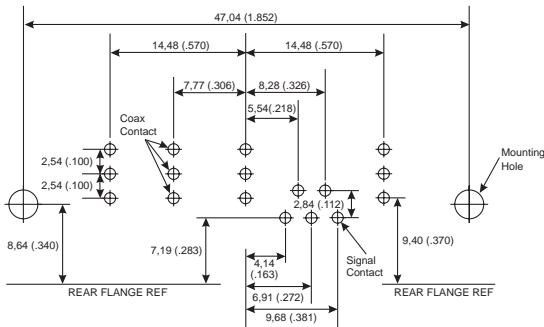 47,04 (1.852)
14,48 (.570)
14,48 (.570)
7,77 (.306)
8,28 (.326)
5,54(.218)
Coax
Contact
2,54 (.100)
2,54 (.100)
Mounting
Hole
2,84 (.112)
8,64 (.340)
7,19 (.283)
9,40 (.370)
Signal
Contact
4,14
(.163)
REAR FLANGE REF
6,91 (.272)
REAR FLANGE REF
9,68 (.381)